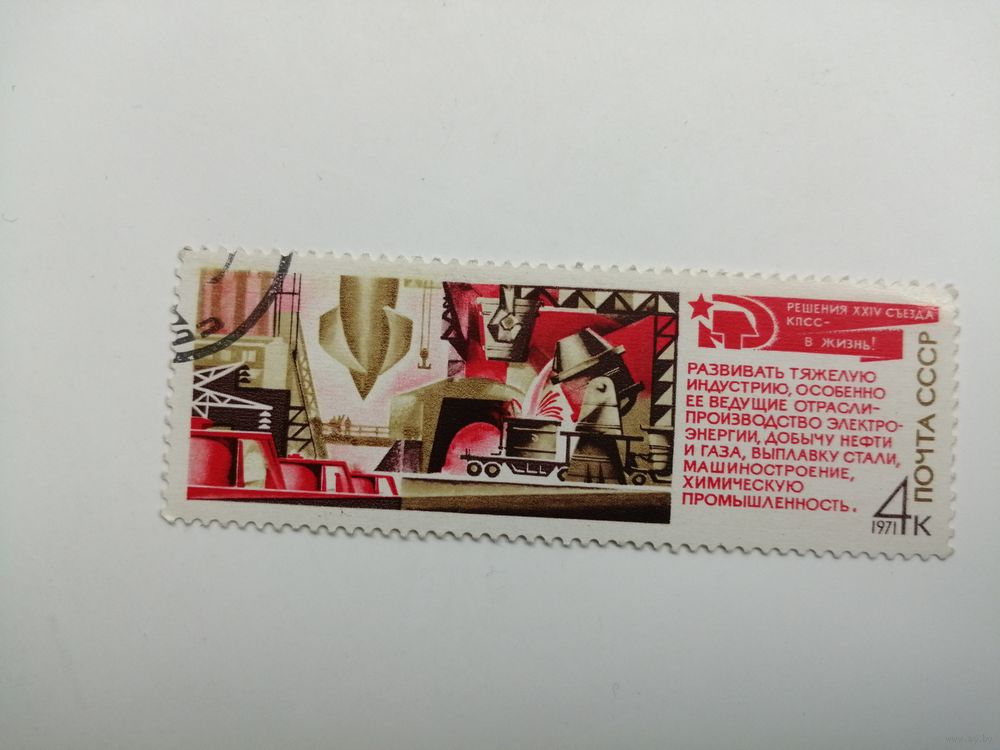 РЕШЕНИЯ XXIV СЪЕЗДА
КПСС-
В ЖИЗНЬ!
РАЗВИВАТЬ ТЯЖЕЛУЮ
ИНДУСТРИЮ, ОСОБЕННО
ЕЕ ВЕДУЩИЕ ОТРАСЛИ-
ПРОИЗВОДСТВО ЭЛЕКТРО-
ЭНЕРГИИ, ДОБЫЧУ НЕФТИ
И ГАЗА, ВЫПЛАВКУ СТАЛИ,
МАШИНОСТРОЕНИЕ,
ХИМИЧЕСКУЮ
ПРОМЫШЛЕННОСТЬ.
1971
4К
ПОЧТА СССР